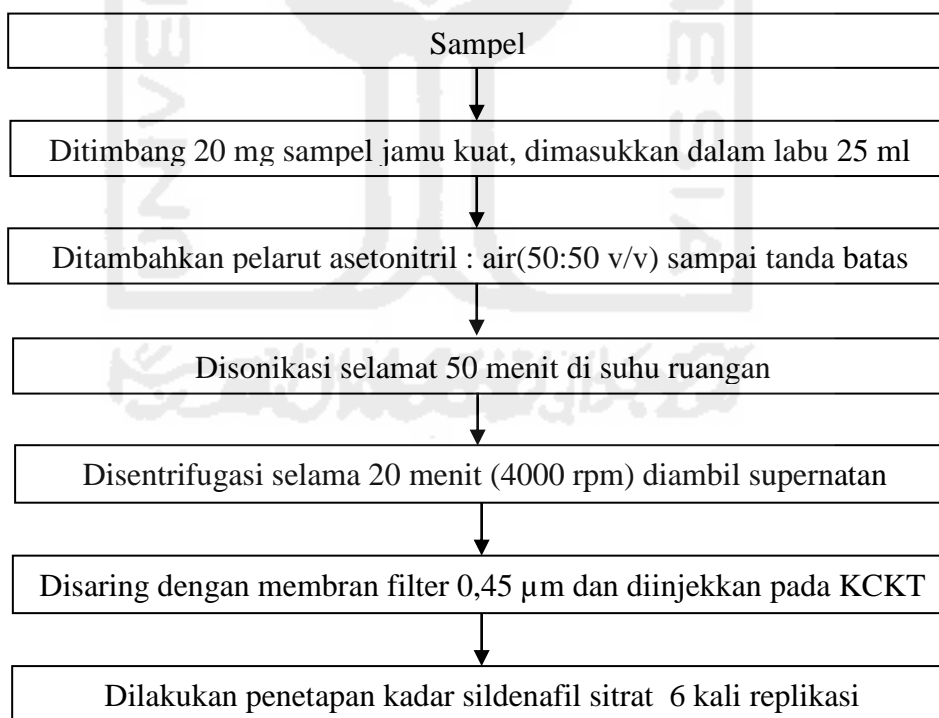 Sampel
Ditimbang 20 mg sampel jamu kuat, dimasukkan dalam labu 25 ml
Ditambahkan pelarut asetonitril : air(50:50 v/v) sampai tanda batas
Disonikasi selamat 50 menit di suhu ruangan
Disentrifugasi selama 20 menit (4000 rpm) diambil supernatan
Disaring dengan membran filter 0,45 µm dan diinjekkan pada KCKT
Dilakukan penetapan kadar sildenafil sitrat  6 kali replikasi